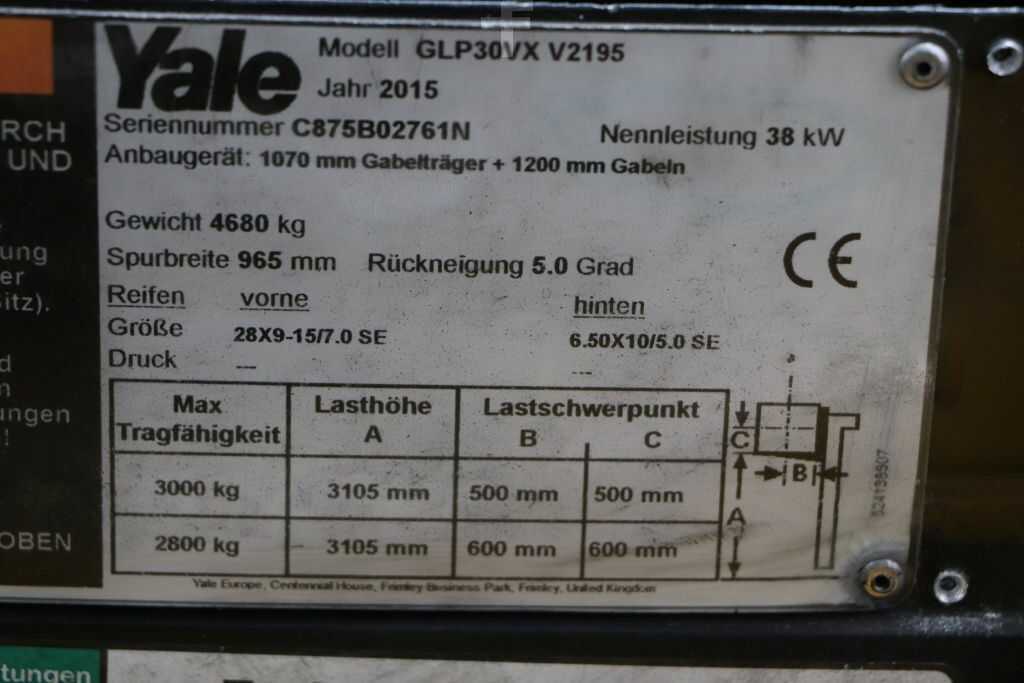 Yale
Modell GLP30VX V2195
Jahr 2015
Seriennummer C875B02761N
Nennleistung 38 kW
Anbaugerät: 1070 mm Gabelträger + 1200 mm Gabeln
Gewicht 4680 kg
Spurbreite 965 mm Rückneigung 5.0 Grad
Reifen vorne hinten
Größe 28X9-15/7.0 SE 6.50X10/5.0 SE
Druck --- ---
Max Tragfähigkeit
Lasthöhe A
Lastschwerpunkt
B C
3000 kg 3105 mm 500 mm 500 mm
2800 kg 3105 mm 600 mm 600 mm
C
B
A
Yale Europe, Centennial House, Frimley Business Park, Frimley, United Kingdom
CE
RCH
UND
ung
er
itz).
d
n
ungen
!
OBEN
tungen